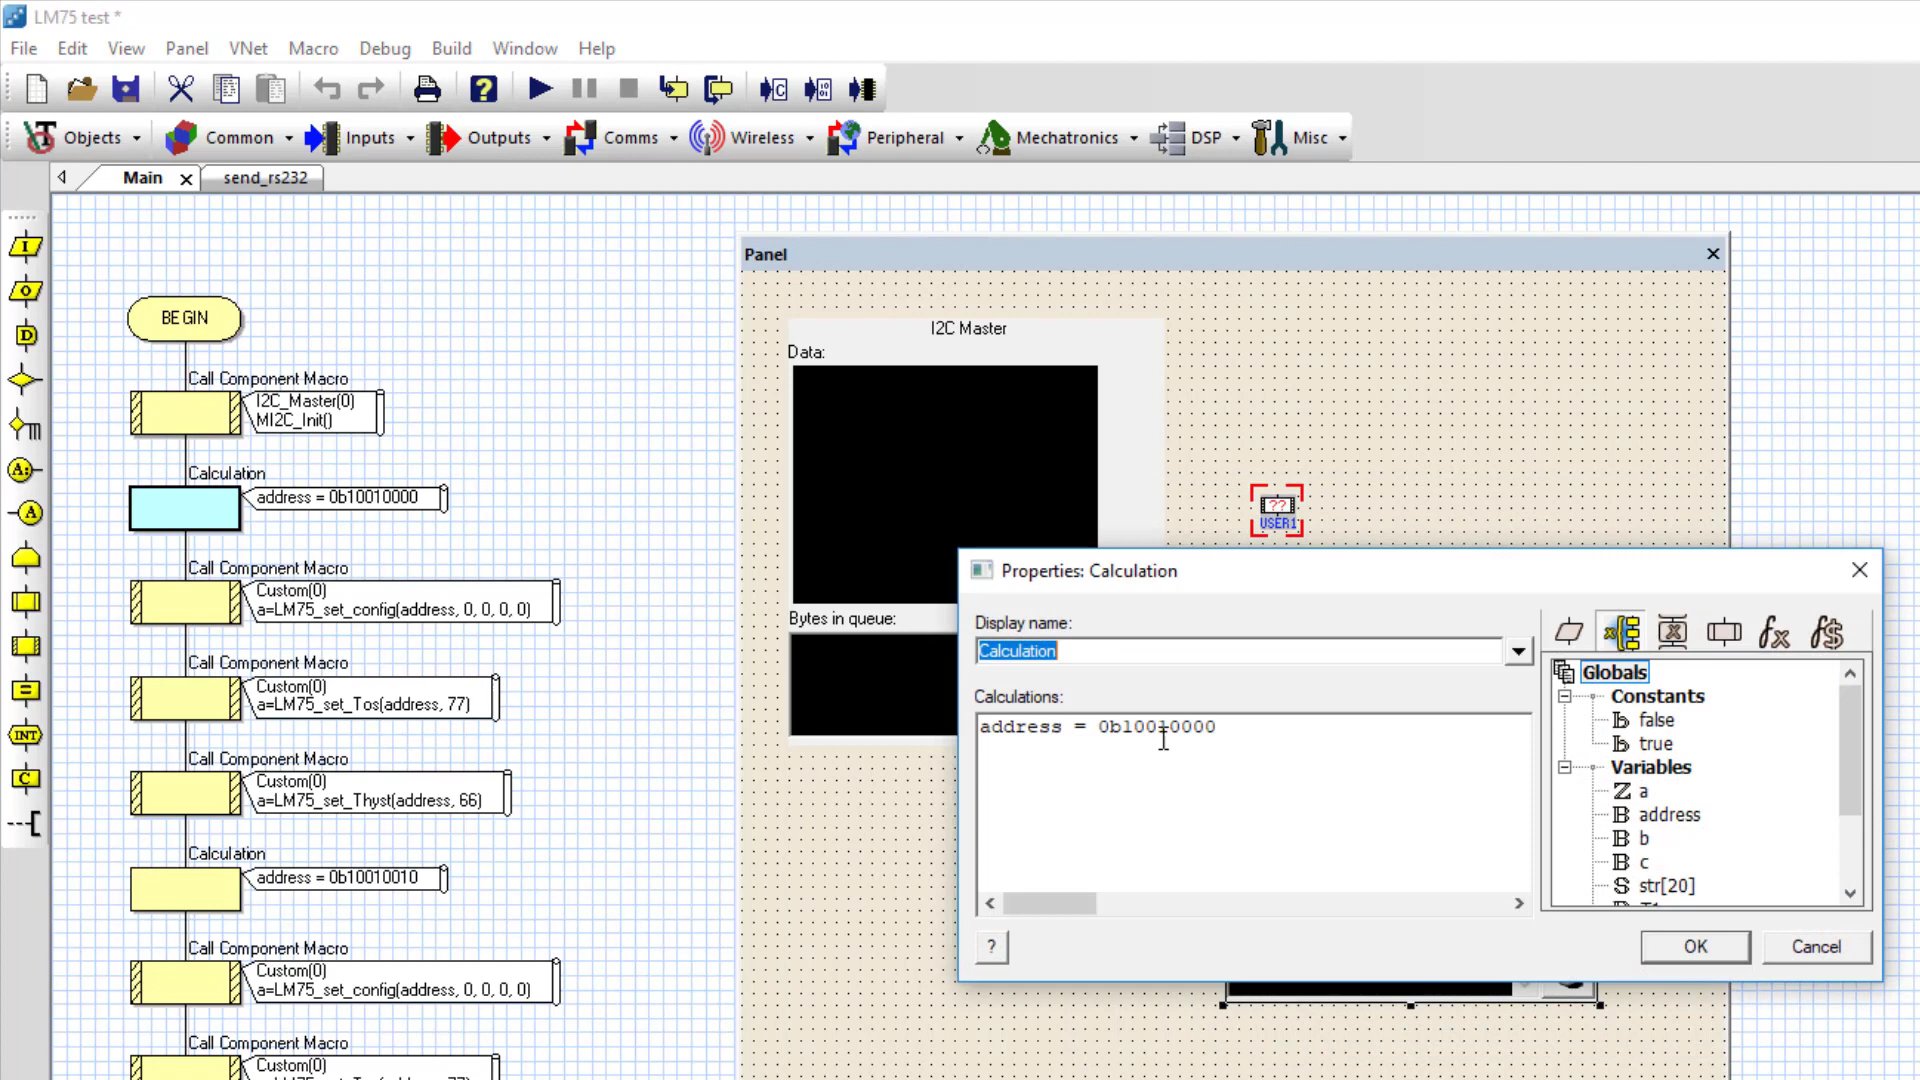 LM75 test *
File Edit View Panel VNet Macro Debug Build Window Help
Objects Common Inputs Outputs Comms Wireless Peripheral Mechatronics DSP Misc
Main send_rs232
BEGIN
Call Component Macro
I2C_Master(0)
MI2C_Init()
Calculation
address = 0b10010000
Call Component Macro
Custom(0)
a=LM75_set_config(address, 0, 0, 0, 0)
Call Component Macro
Custom(0)
a=LM75_set_Tos(address, 77)
Call Component Macro
Custom(0)
a=LM75_set_Thyst(address, 66)
Calculation
address = 0b10010010
Call Component Macro
Custom(0)
a=LM75_set_config(address, 0, 0, 0, 0)
Call Component Macro
Custom(0)
Panel
I2C Master
Data:
Bytes in queue:
??
USER1
Properties: Calculation
Display name:
Calculation
Calculations:
address = 0b10010000
Globals
Constants
false
true
Variables
Z a
B address
B b
B c
S str[20]
?
OK Cancel